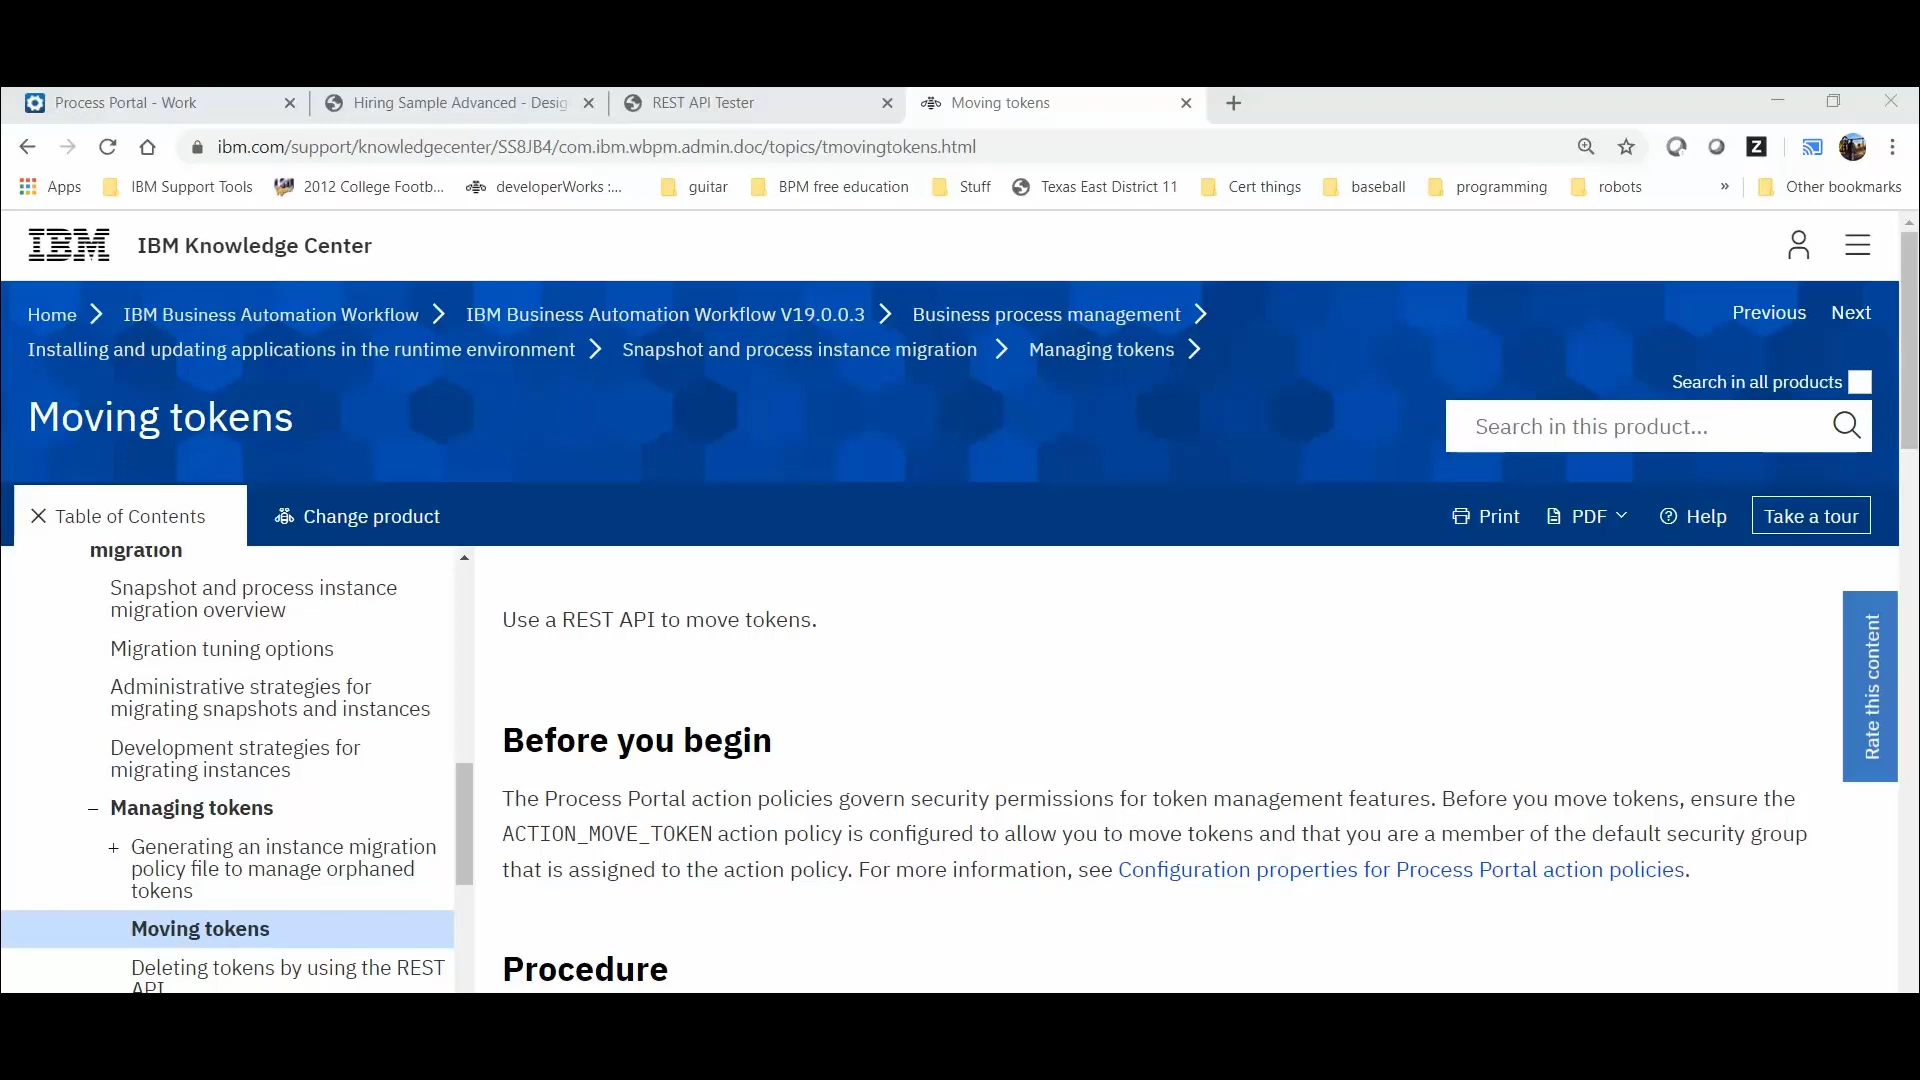 Process Portal - Work
Hiring Sample Advanced - Desig
REST API Tester
Moving tokens
ibm.com/support/knowledgecenter/SS8JB4/com.ibm.wbpm.admin.doc/topics/tmovingtokens.html
Z
Apps
IBM Support Tools
2012 College Footb...
developerWorks :...
guitar
BPM free education
Stuff
Texas East District 11
Cert things
baseball
programming
robots
»
Other bookmarks
IBM
IBM Knowledge Center
Home
IBM Business Automation Workflow
IBM Business Automation Workflow V19.0.0.3
Business process management
Previous
Next
Installing and updating applications in the runtime environment
Snapshot and process instance migration
Managing tokens
Search in all products
Moving tokens
Search in this product...
Table of Contents
Change product
Print
PDF
Help
Take a tour
migration
Snapshot and process instance
migration overview
Migration tuning options
Administrative strategies for
migrating snapshots and instances
Development strategies for
migrating instances
– Managing tokens
+ Generating an instance migration
policy file to manage orphaned
tokens
Moving tokens
Deleting tokens by using the REST
API
Use a REST API to move tokens.
Before you begin
The Process Portal action policies govern security permissions for token management features. Before you move tokens, ensure the
ACTION_MOVE_TOKEN action policy is configured to allow you to move tokens and that you are a member of the default security group
that is assigned to the action policy. For more information, see Configuration properties for Process Portal action policies.
Procedure
Rate this content